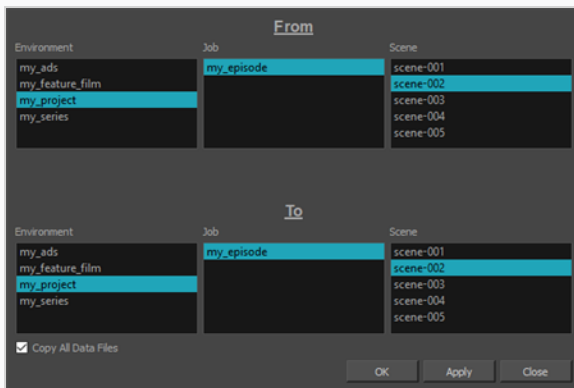 From
Environment Job Scene
my_ads my_episode scene-001
my_feature_film scene-002
my_project scene-003
my_series scene-004
scene-005
To
Environment Job Scene
my_ads my_episode scene-001
my_feature_film scene-002
my_project scene-003
my_series scene-004
scene-005
Copy All Data Files
OK Apply Close